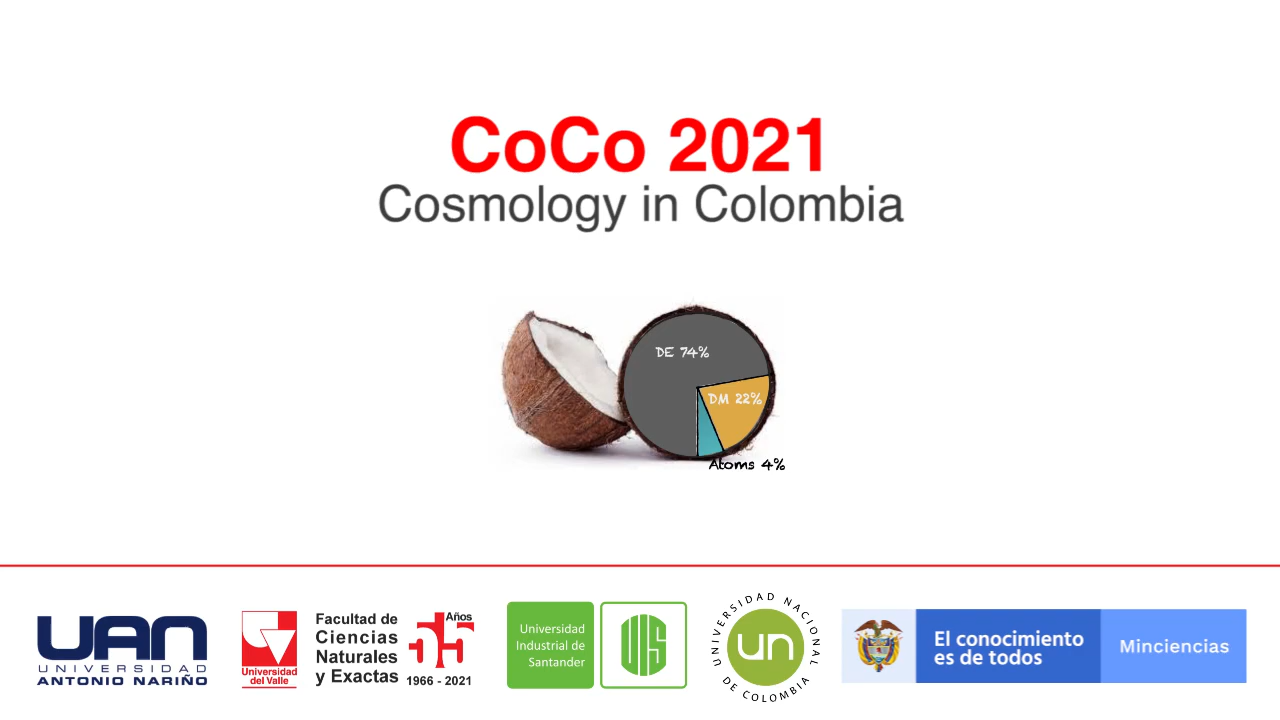 CoCo 2021
Cosmology in Colombia
DE 74%
DM 22%
Atoms 4%
UAN
UNIVERSIDAD
ANTONIO NARIÑO
Universidad
del Valle
Facultad de
Ciencias
Naturales
y Exactas
55 Años
1966 - 2021
Universidad
Industrial de
Santander
UIS
UNIVERSIDAD NACIONAL
DE COLOMBIA
un
El conocimiento
es de todos
Minciencias